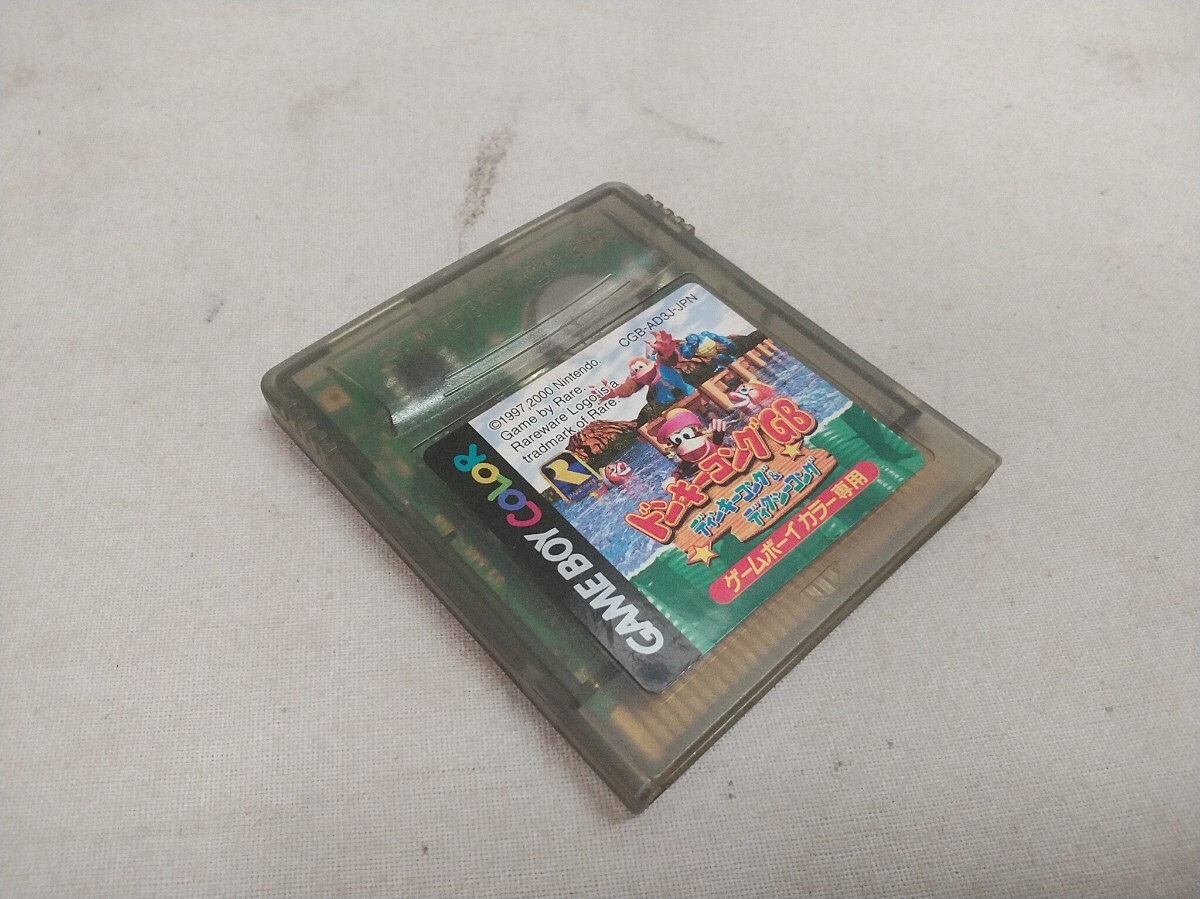 CGB-AD3J-JPN
©1997,2000 Nintendo.
Game by Rare.
Rareware Logo is a
trademark of Rare.
GAME BOY COLOR
ドンキーコングGB
ディンキーコング&
ディクシーコング
ゲームボーイカラー専用